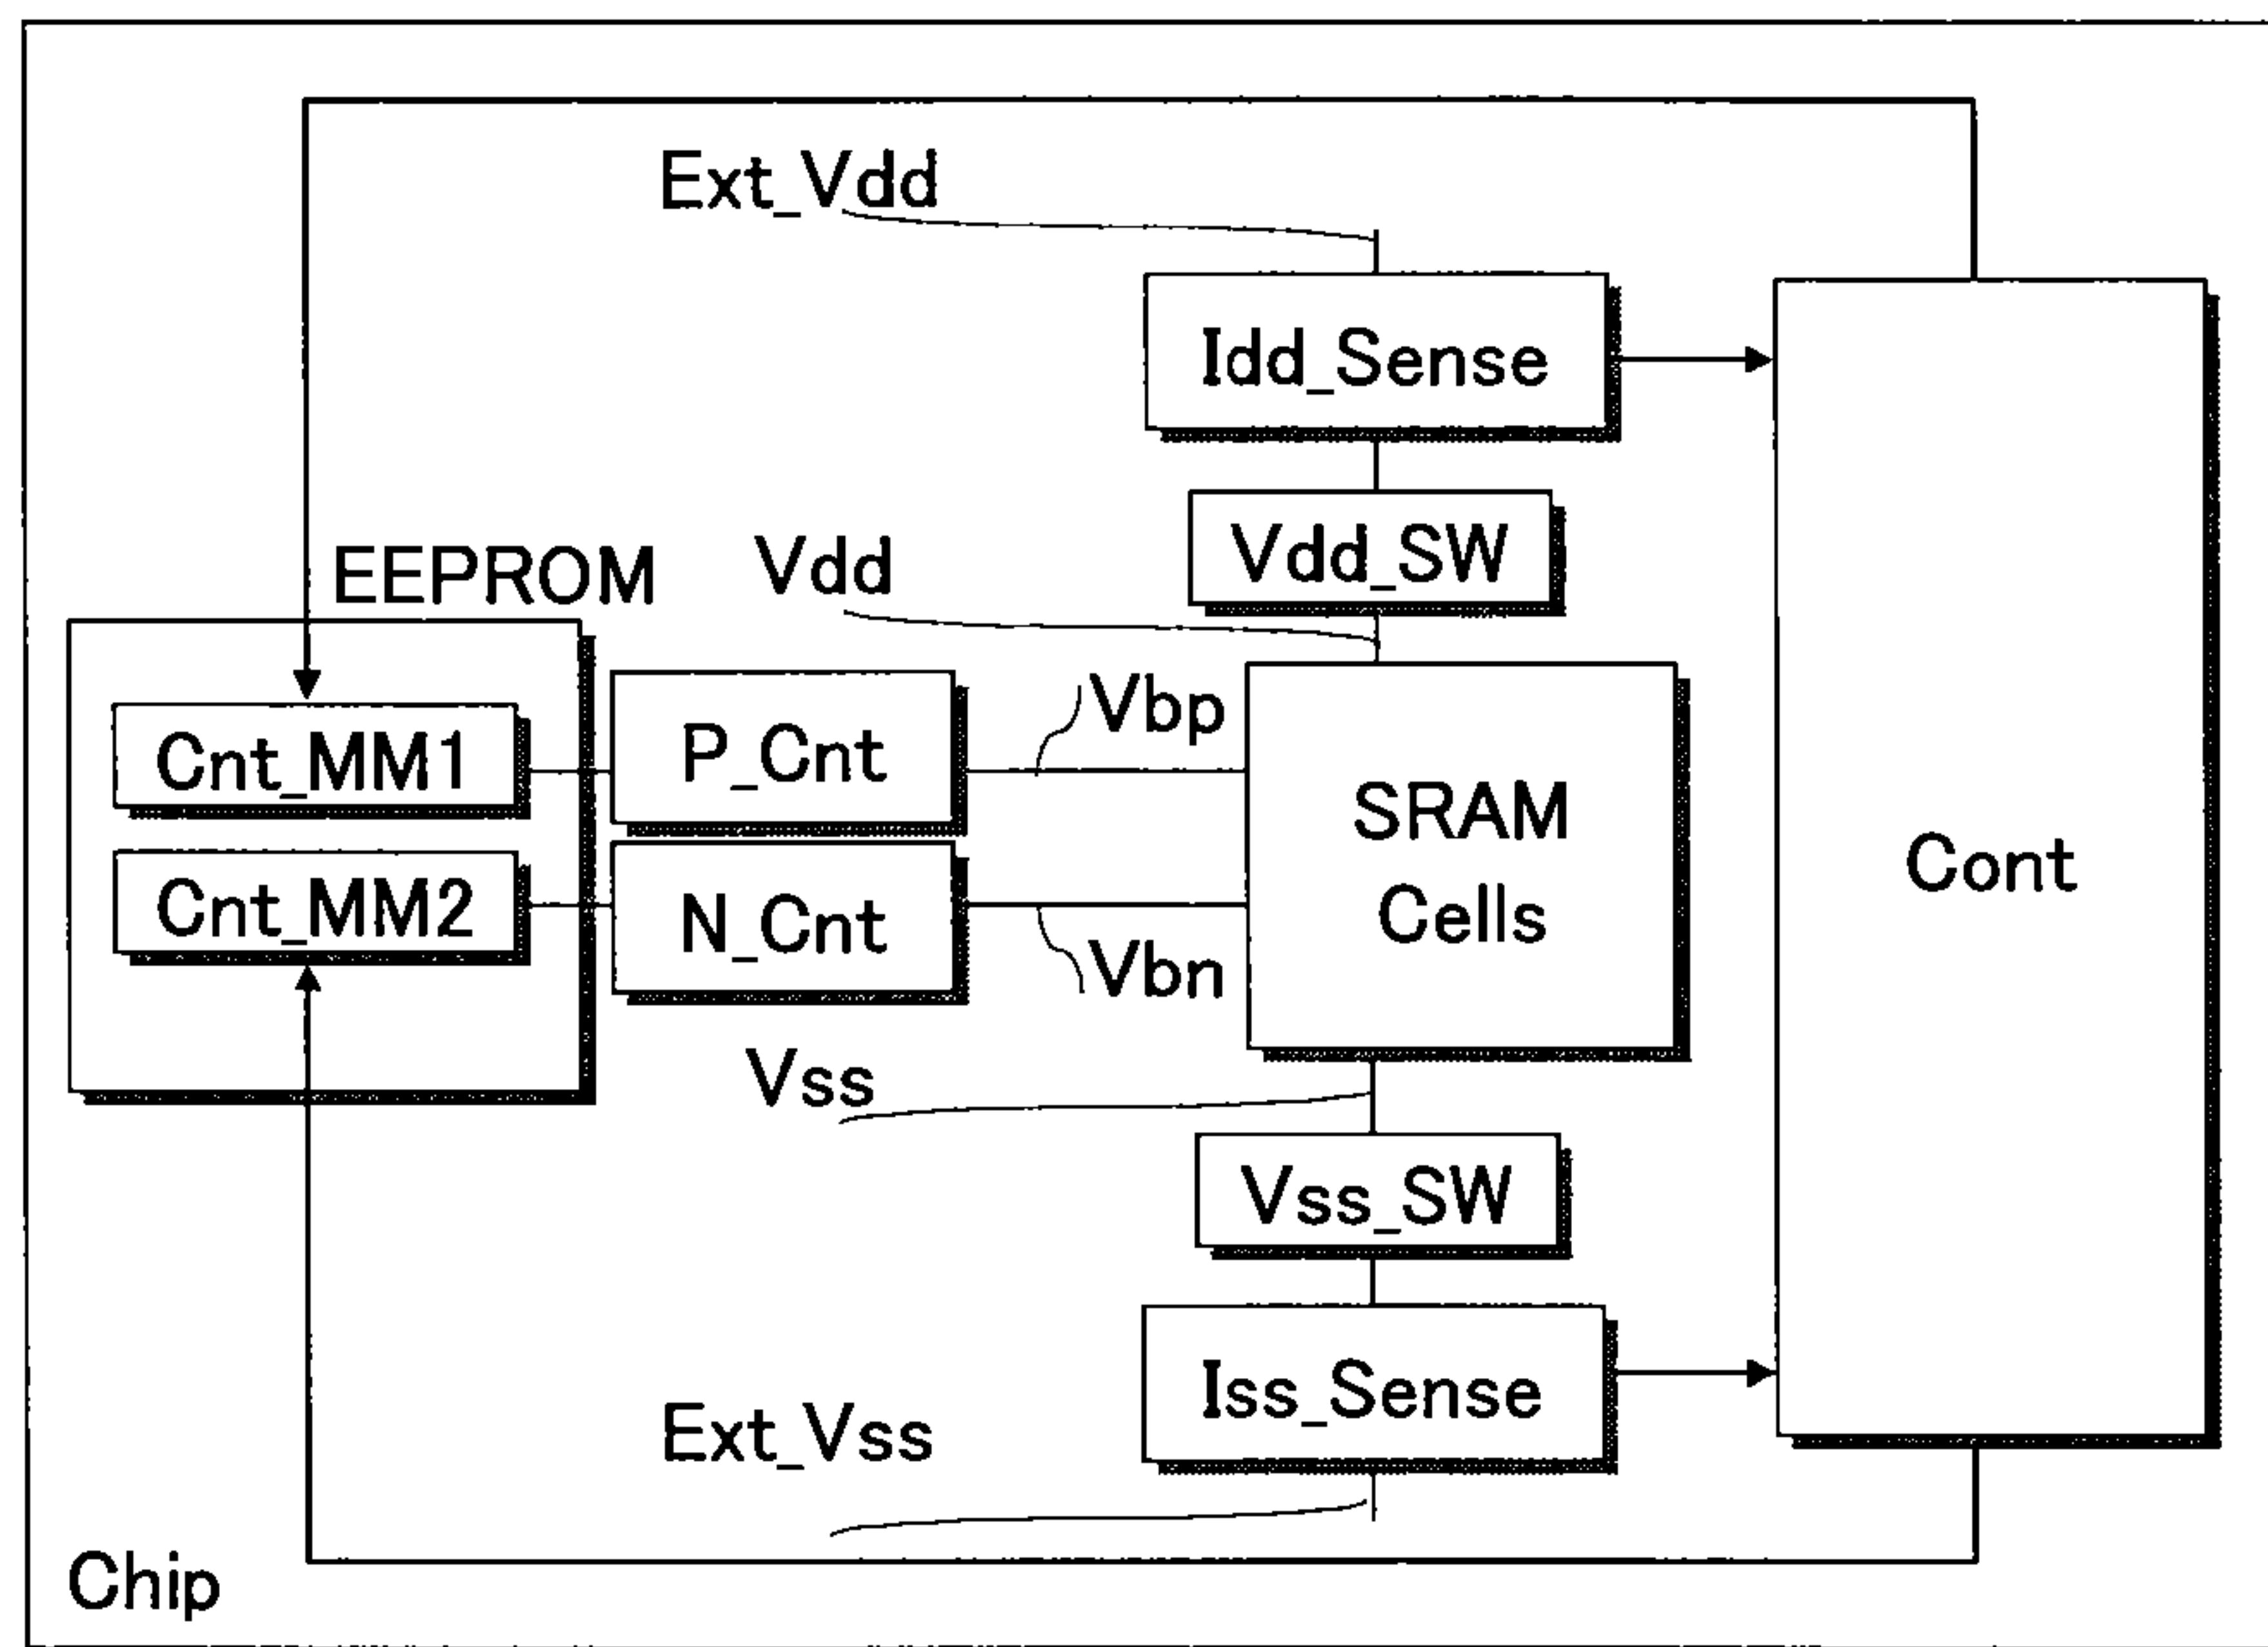 Ext_Vdd
Idd_Sense
Vdd_SW
EEPROM
Vdd
Cnt_MM1
P_Cnt
Vbp
SRAM
Cells
Cont
Cnt_MM2
N_Cnt
Vbn
Vss
Vss_SW
Iss_Sense
Ext_Vss
Chip